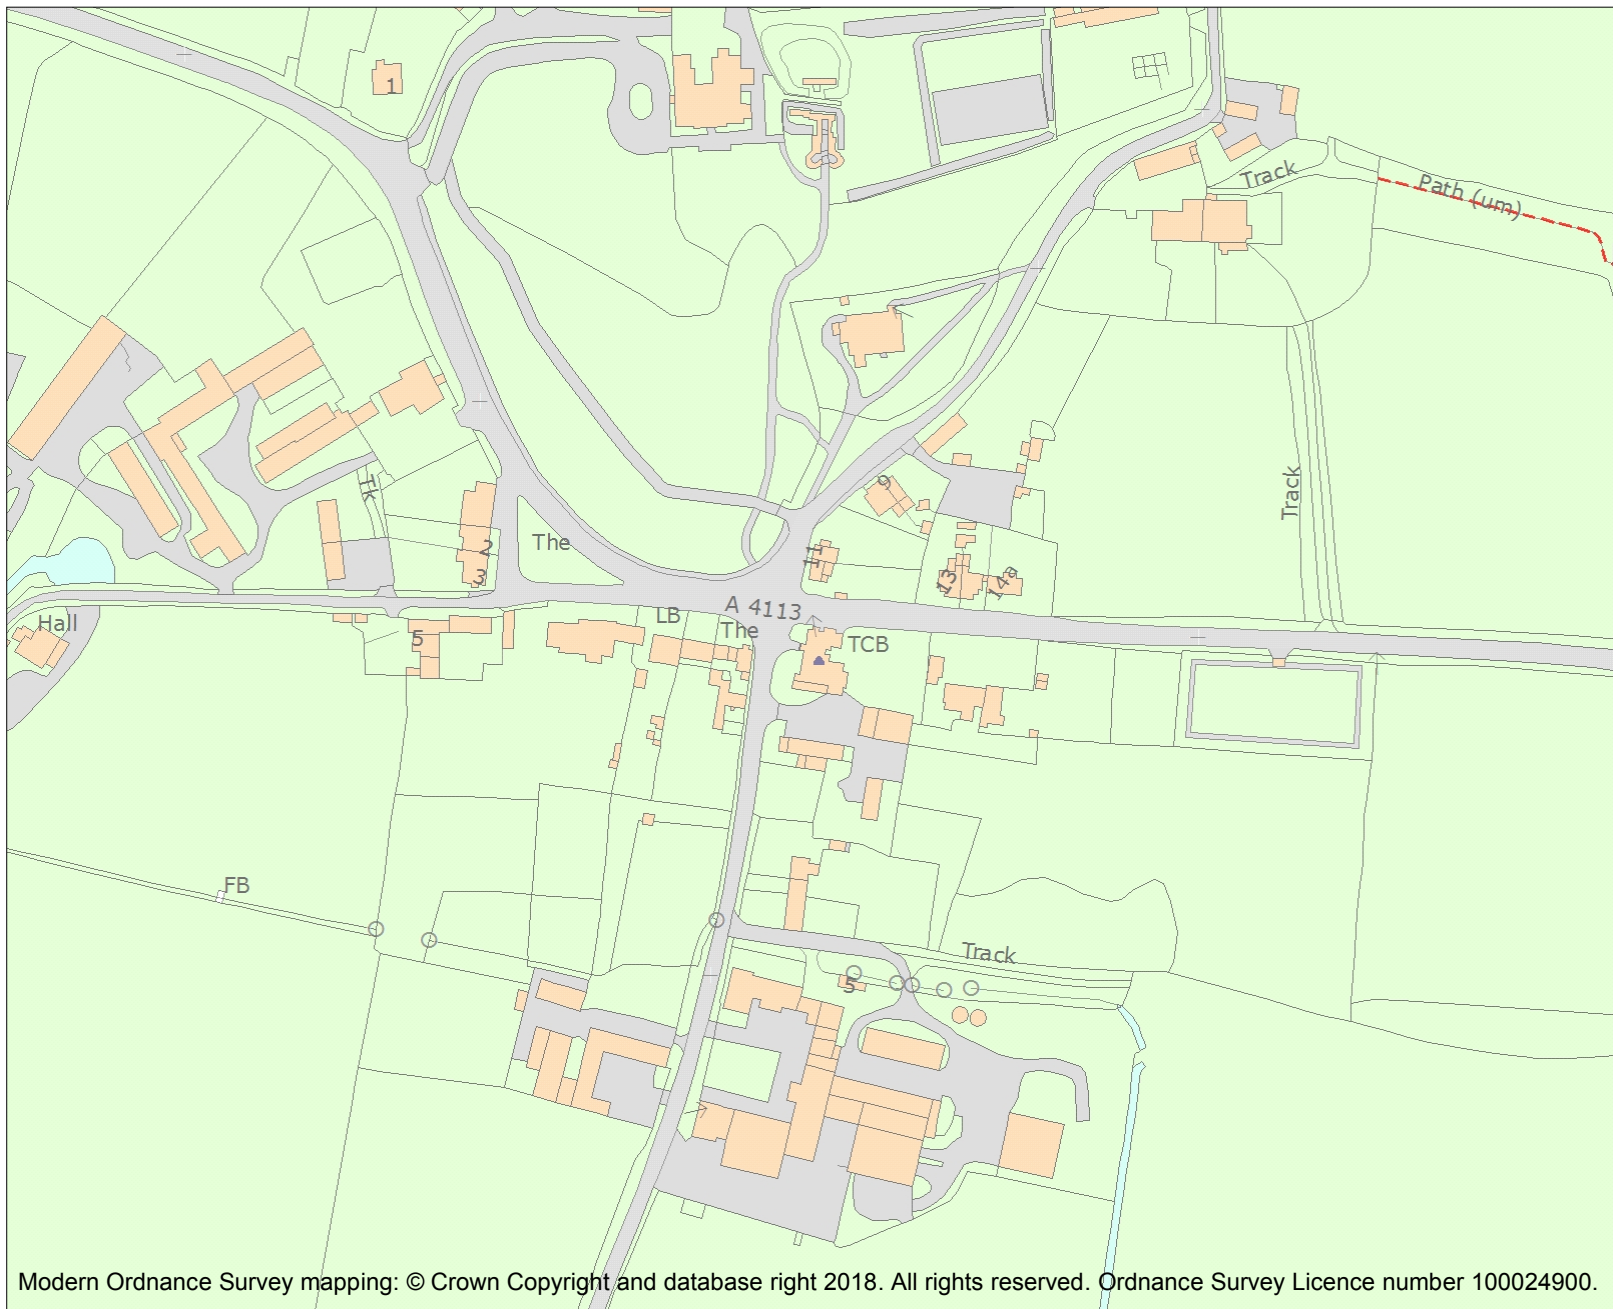 1
Track
Path (um)
9
Track
Tk
2
The
11
3
13
14a
A 4113
LB
The
TCB
Hall
5
FB
Track
5
Modern Ordnance Survey mapping: © Crown Copyright and database right 2018. All rights reserved. Ordnance Survey Licence number 100024900.